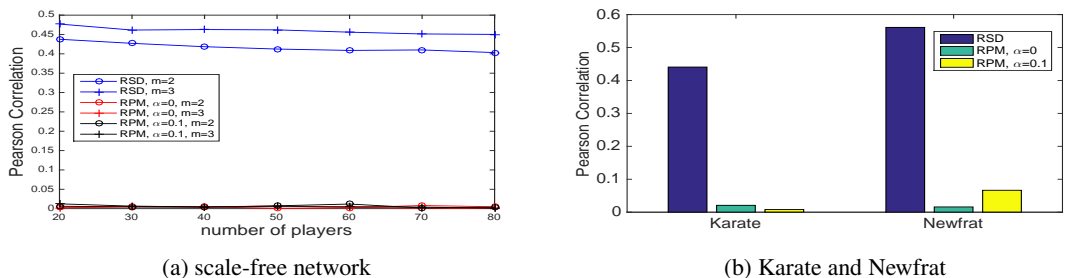 0.5
0.45
0.4
0.35
0.3
0.25
0.2
0.15
0.1
0.05
0
Pearson Correlation
RSD, m=2
RSD, m=3
RPM, α=0, m=2
RPM, α=0, m=3
RPM, α=0.1, m=2
RPM, α=0.1, m=3
20 30 40 50 60 70 80
number of players
(a) scale-free network
0.6
0.5
0.4
0.3
0.2
0.1
0
Pearson Correlation
RSD
RPM, α=0
RPM, α=0.1
Karate Newfrat
(b) Karate and Newfrat